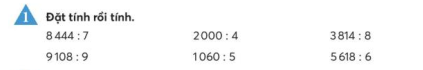 1 Đặt tính rồi tính.
8 444 : 7 2 000 : 4 3 814 : 8
9 108 : 9 1 060 : 5 5 618 : 6